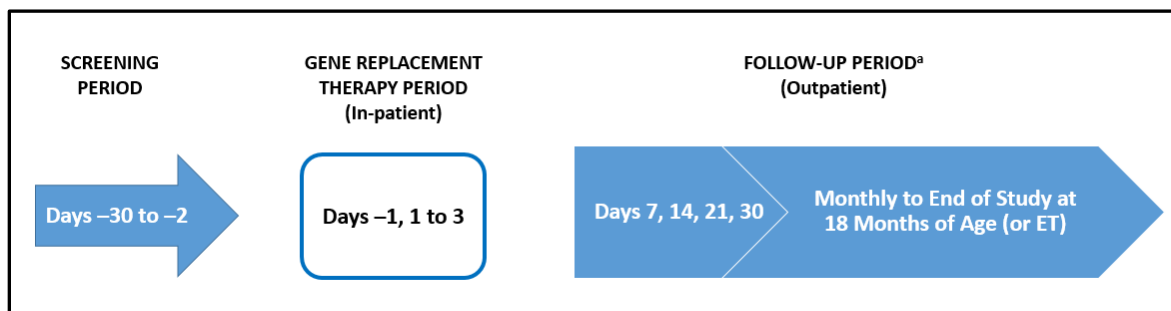 SCREENING
PERIOD
GENE REPLACEMENT
THERAPY PERIOD
(In-patient)
FOLLOW-UP PERIODᵃ
(Outpatient)
Days –30 to –2
Days –1, 1 to 3
Days 7, 14, 21, 30
Monthly to End of Study at
18 Months of Age (or ET)